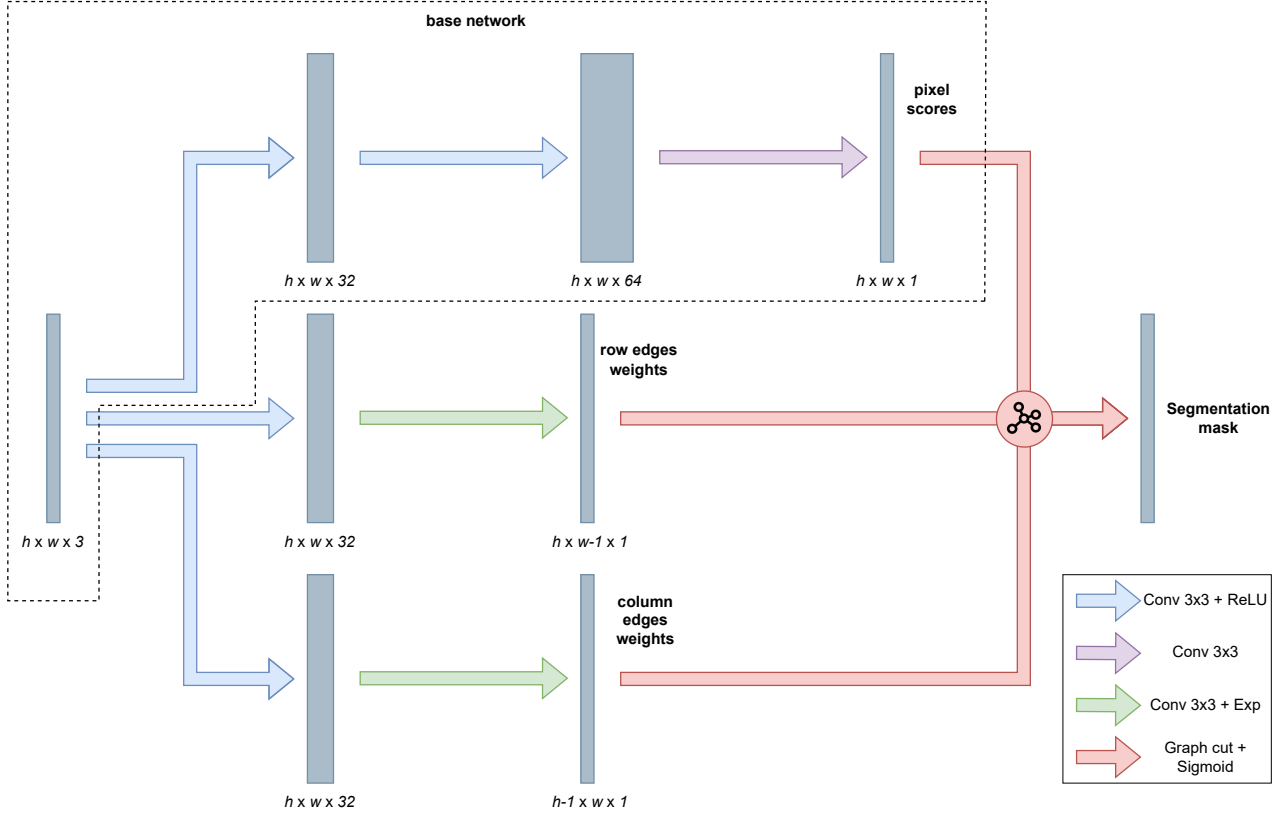 base network
pixel
scores
h x w x 32
h x w x 64
h x w x 1
row edges
weights
Segmentation
mask
h x w x 3
h x w x 32
h x w-1 x 1
column
edges
weights
h x w x 32
h-1 x w x 1
Conv 3x3 + ReLU
Conv 3x3
Conv 3x3 + Exp
Graph cut +
Sigmoid